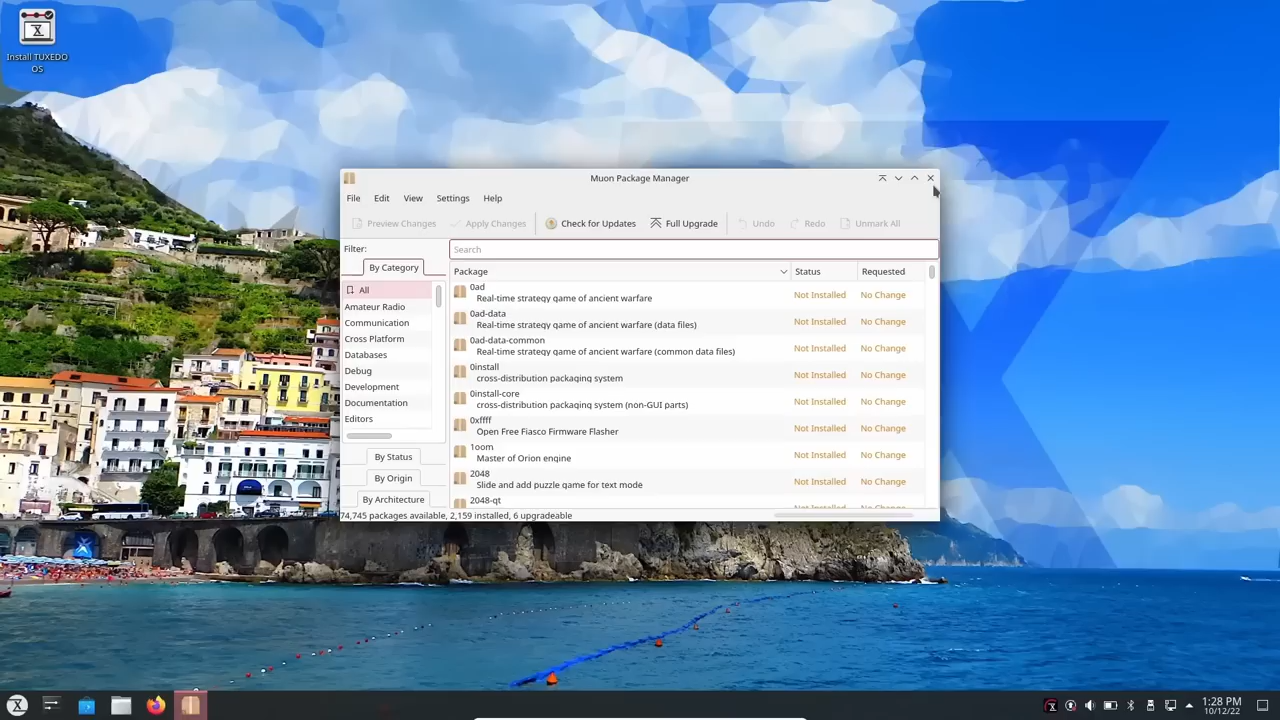 Install TUXEDO
OS
Muon Package Manager
File Edit View Settings Help
Preview Changes Apply Changes Check for Updates Full Upgrade Undo Redo Unmark All
Filter:
Search
By Category
Package Status Requested
All
Amateur Radio
Communication
Cross Platform
Databases
Debug
Development
Documentation
Editors
0ad
Real-time strategy game of ancient warfare
Not Installed No Change
0ad-data
Real-time strategy game of ancient warfare (data files)
Not Installed No Change
0ad-data-common
Real-time strategy game of ancient warfare (common data files)
Not Installed No Change
0install
cross-distribution packaging system
Not Installed No Change
0install-core
cross-distribution packaging system (non-GUI parts)
Not Installed No Change
0xffff
Open Free Fiasco Firmware Flasher
Not Installed No Change
1oom
Master of Orion engine
Not Installed No Change
2048
Slide and add puzzle game for text mode
Not Installed No Change
2048-qt
Not Installed No Change
By Status
By Origin
By Architecture
74,745 packages available, 2,159 installed, 6 upgradeable
1:28 PM
10/12/22